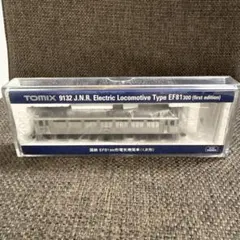 TOMIX 9132 J.N.R. Electric Locomotive Type EF81 300 (first edition)
国鉄 EF81 300形電気機関車(1次形)